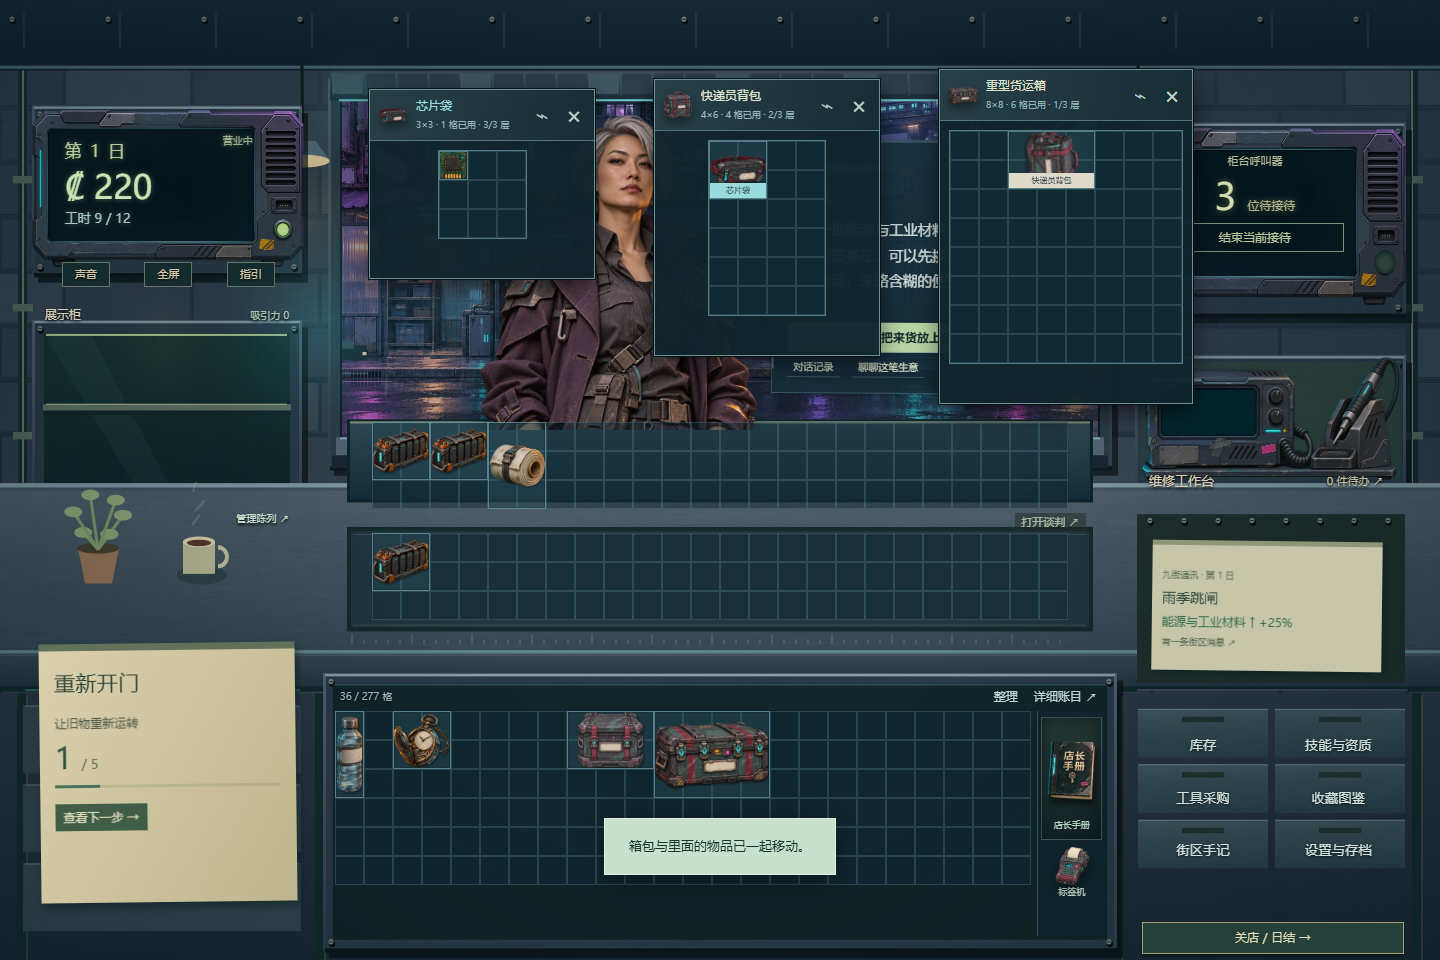 第 1 日
营业中
₡ 220
工时 9 / 12
声音
全屏
指引
展示柜
吸引力 0
管理陈列 ↗
芯片袋
3×3 · 1 格已用 · 3/3 层
快递员背包
4×6 · 4 格已用 · 2/3 层
芯片袋
重型货运箱
8×8 · 6 格已用 · 1/3 层
快递员背包
与工业材料
可以先
含糊的
把来货放上
对话记录
聊聊这笔生意
柜台呼叫器
3 位待接待
结束当前接待
维修工作台
0 件待办 ↗
打开谈判 ↗
九街通讯 · 第 1 日
雨季跳闸
能源与工业材料 ↑ +25%
有一条街区消息 ↗
重新开门
让旧物重新运转
1 / 5
查看下一步 →
36 / 277 格
整理
详细账目 ↗
店长手册
店长手册
标签机
箱包与里面的物品已一起移动。
库存
技能与资质
工具采购
收藏图鉴
街区手记
设置与存档
关店 / 日结 →